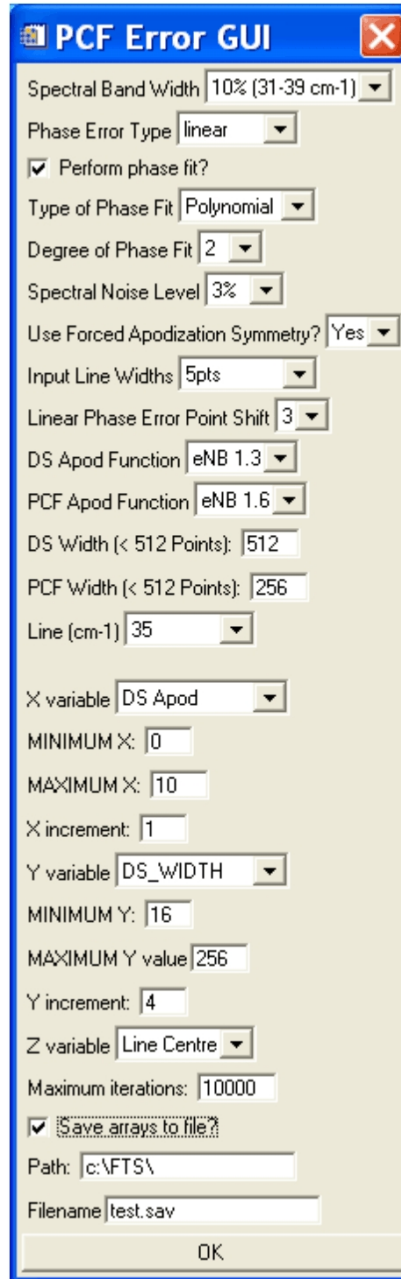 PCF Error GUI
Spectral Band Width 10% (31-39 cm-1)
Phase Error Type linear
Perform phase fit?
Type of Phase Fit Polynomial
Degree of Phase Fit 2
Spectral Noise Level 3%
Use Forced Apodization Symmetry? Yes
Input Line Widths 5pts
Linear Phase Error Point Shift 3
DS Apod Function eNB 1.3
PCF Apod Function eNB 1.6
DS Width (< 512 Points): 512
PCF Width (< 512 Points): 256
Line (cm-1) 35
X variable DS Apod
MINIMUM X: 0
MAXIMUM X: 10
X increment: 1
Y variable DS_WIDTH
MINIMUM Y: 16
MAXIMUM Y value 256
Y increment: 4
Z variable Line Centre
Maximum iterations: 10000
Save arrays to file?
Path: c:\FTS\
Filename test.sav
OK